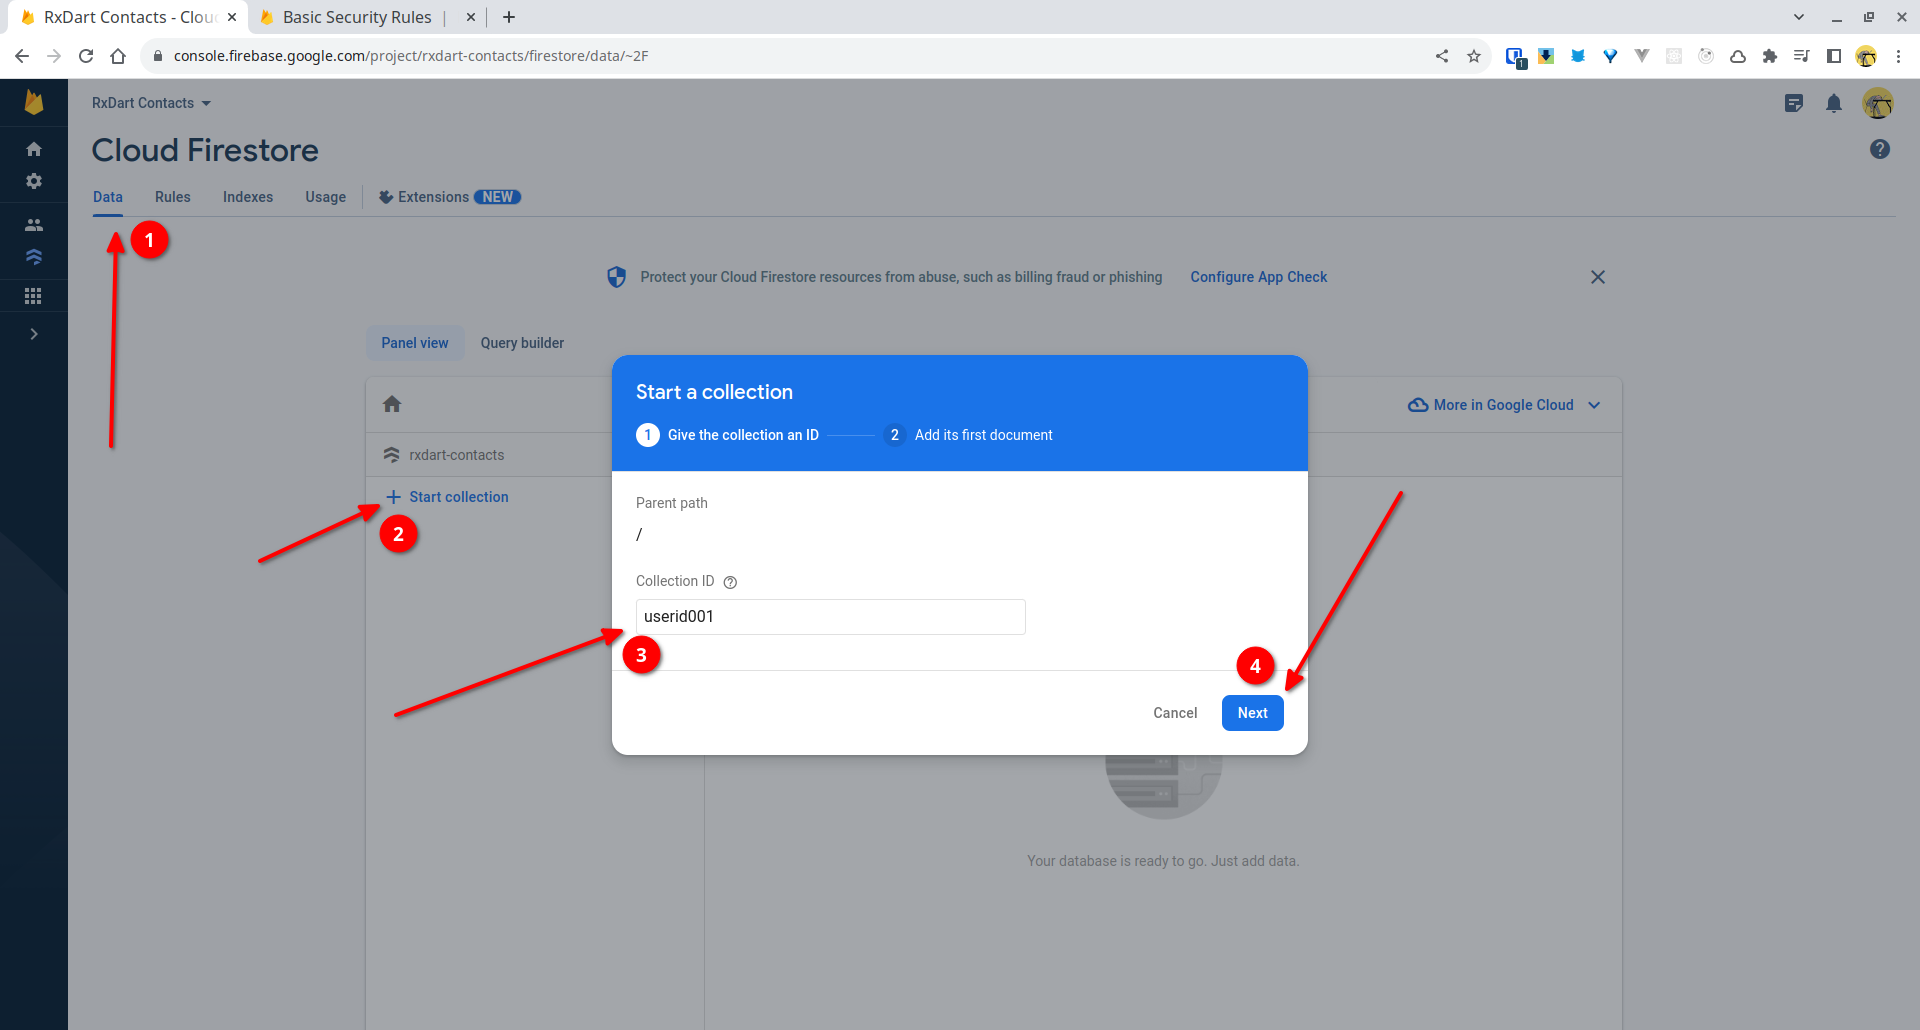 RxDart Contacts - Clou
Basic Security Rules |
console.firebase.google.com/project/rxdart-contacts/firestore/data/~2F
1
RxDart Contacts
Cloud Firestore
Data Rules Indexes Usage Extensions NEW
1
Protect your Cloud Firestore resources from abuse, such as billing fraud or phishing Configure App Check
Panel view Query builder
Start a collection
1 Give the collection an ID 2 Add its first document
More in Google Cloud
rxdart-contacts
Start collection
2
Parent path
/
Collection ID
userid001
3
4
Cancel Next
Your database is ready to go. Just add data.